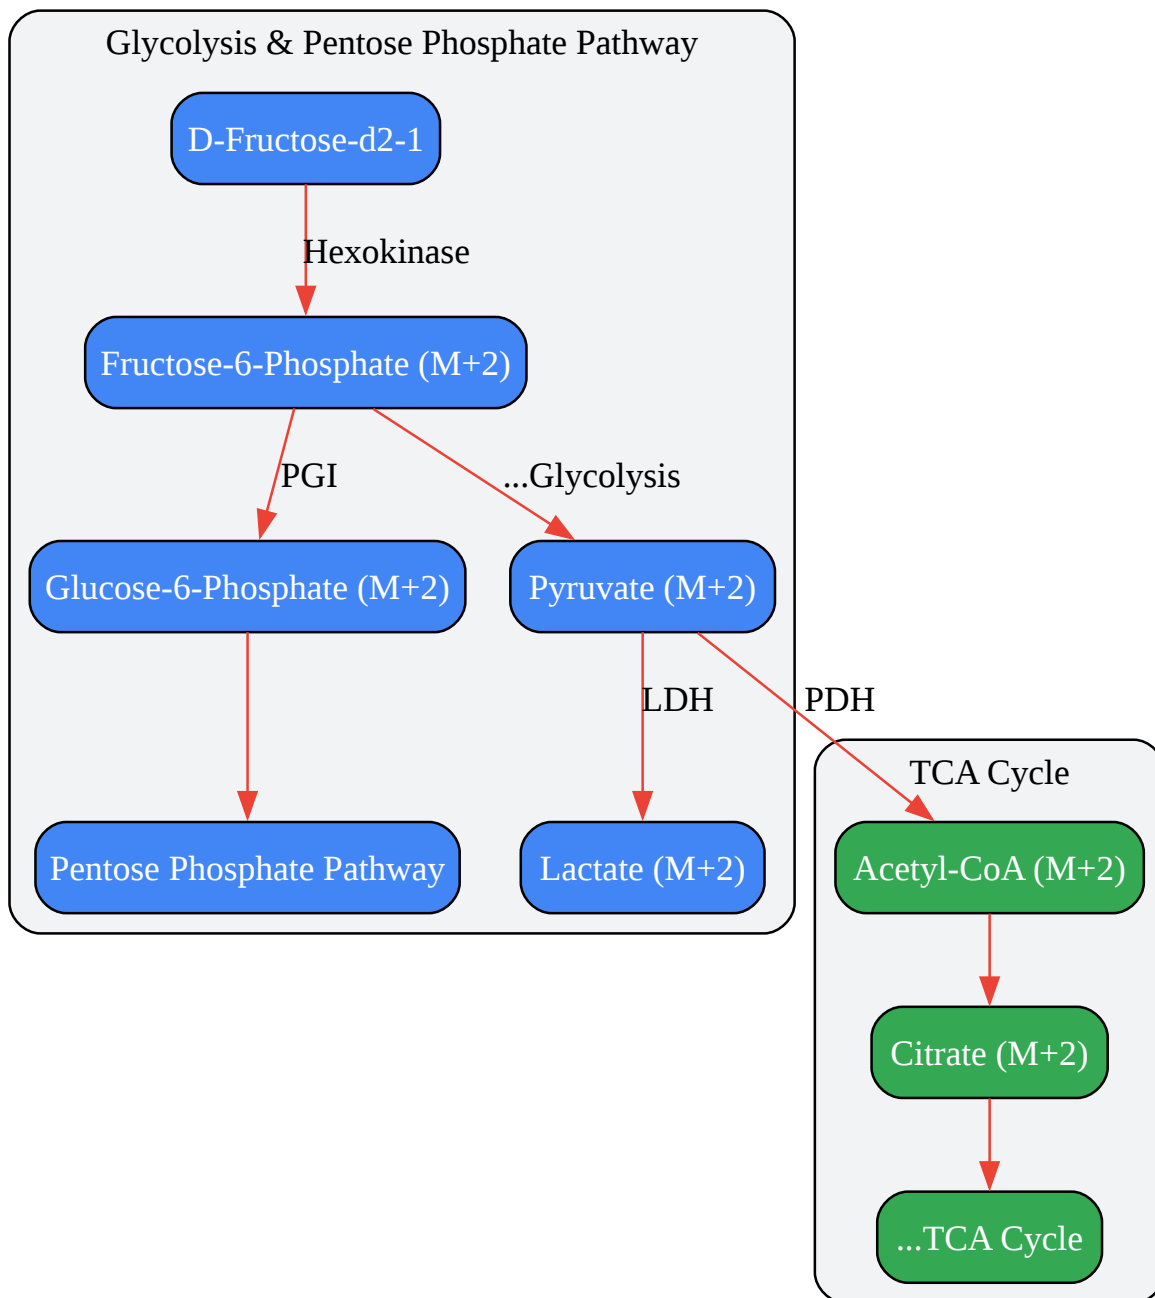 Glycolysis & Pentose Phosphate Pathway
D-Fructose-d2-1
Hexokinase
Fructose-6-Phosphate (M+2)
PGI
...Glycolysis
Glucose-6-Phosphate (M+2)
Pyruvate (M+2)
LDH
PDH
TCA Cycle
Pentose Phosphate Pathway
Lactate (M+2)
Acetyl-CoA (M+2)
Citrate (M+2)
...TCA Cycle